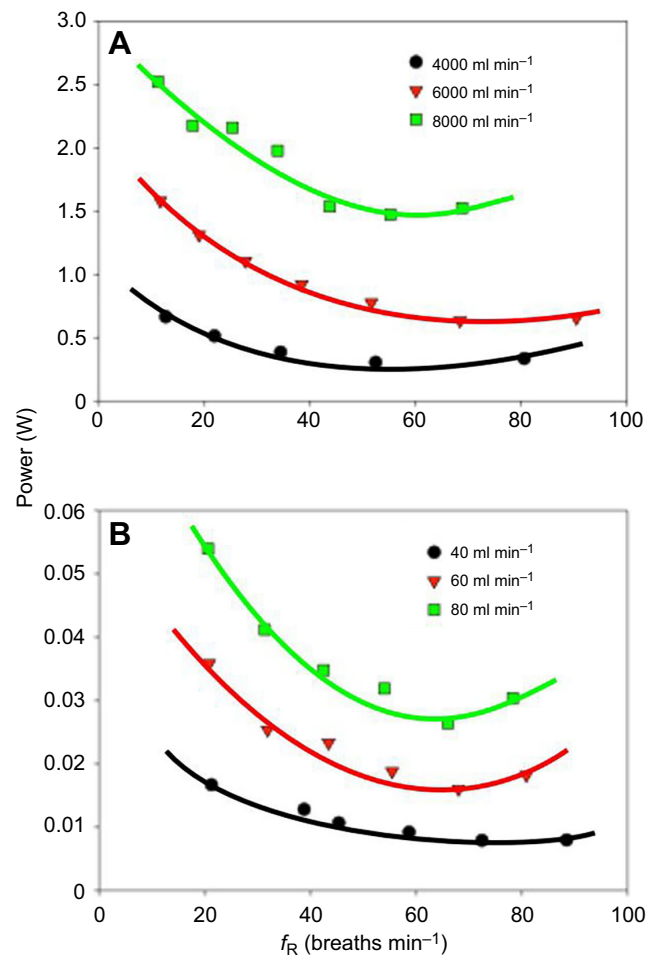 A
4000 ml min⁻¹
6000 ml min⁻¹
8000 ml min⁻¹
3.0
2.5
2.0
1.5
1.0
0.5
0
0 20 40 60 80 100
Power (W)
B
40 ml min⁻¹
60 ml min⁻¹
80 ml min⁻¹
0.06
0.05
0.04
0.03
0.02
0.01
0
0 20 40 60 80 100
fR (breaths min⁻¹)